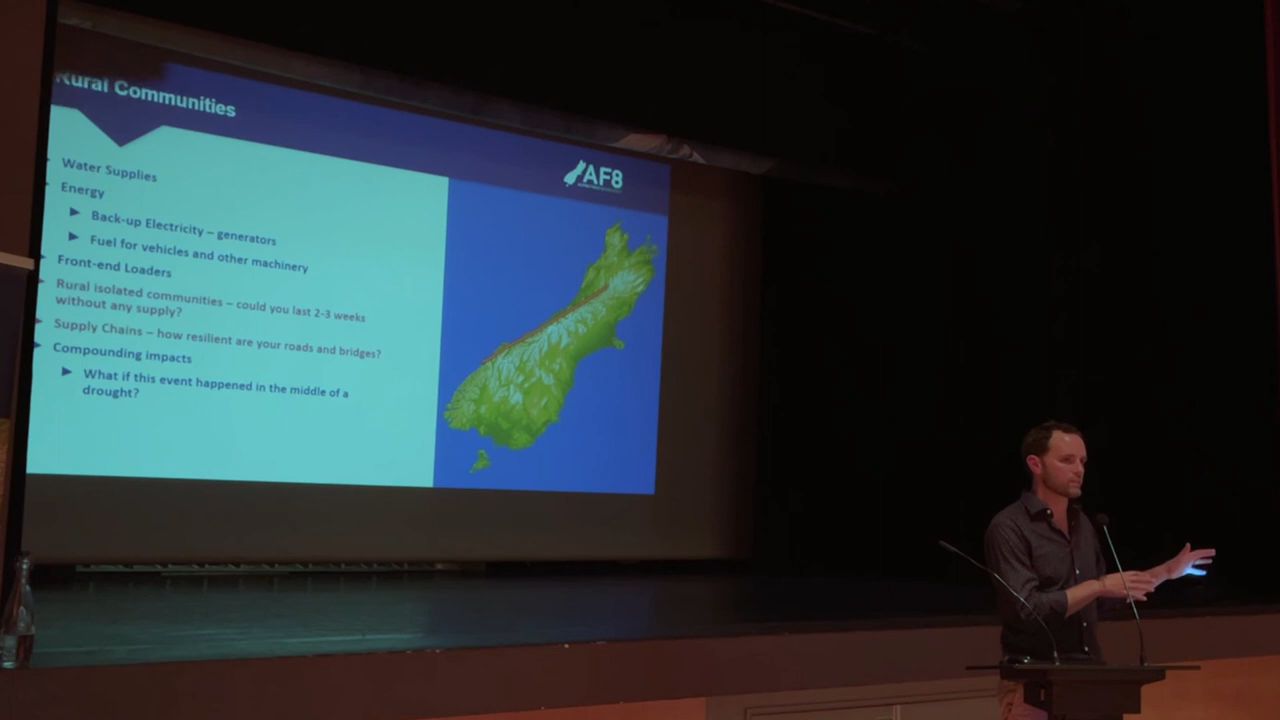 Rural Communities
AF8
Water Supplies
Energy
Back-up Electricity – generators
Fuel for vehicles and other machinery
Front-end Loaders
Rural isolated communities – could you last 2-3 weeks
without any supply?
Supply Chains – how resilient are your roads and bridges?
Compounding impacts
What if this event happened in the middle of a
drought?